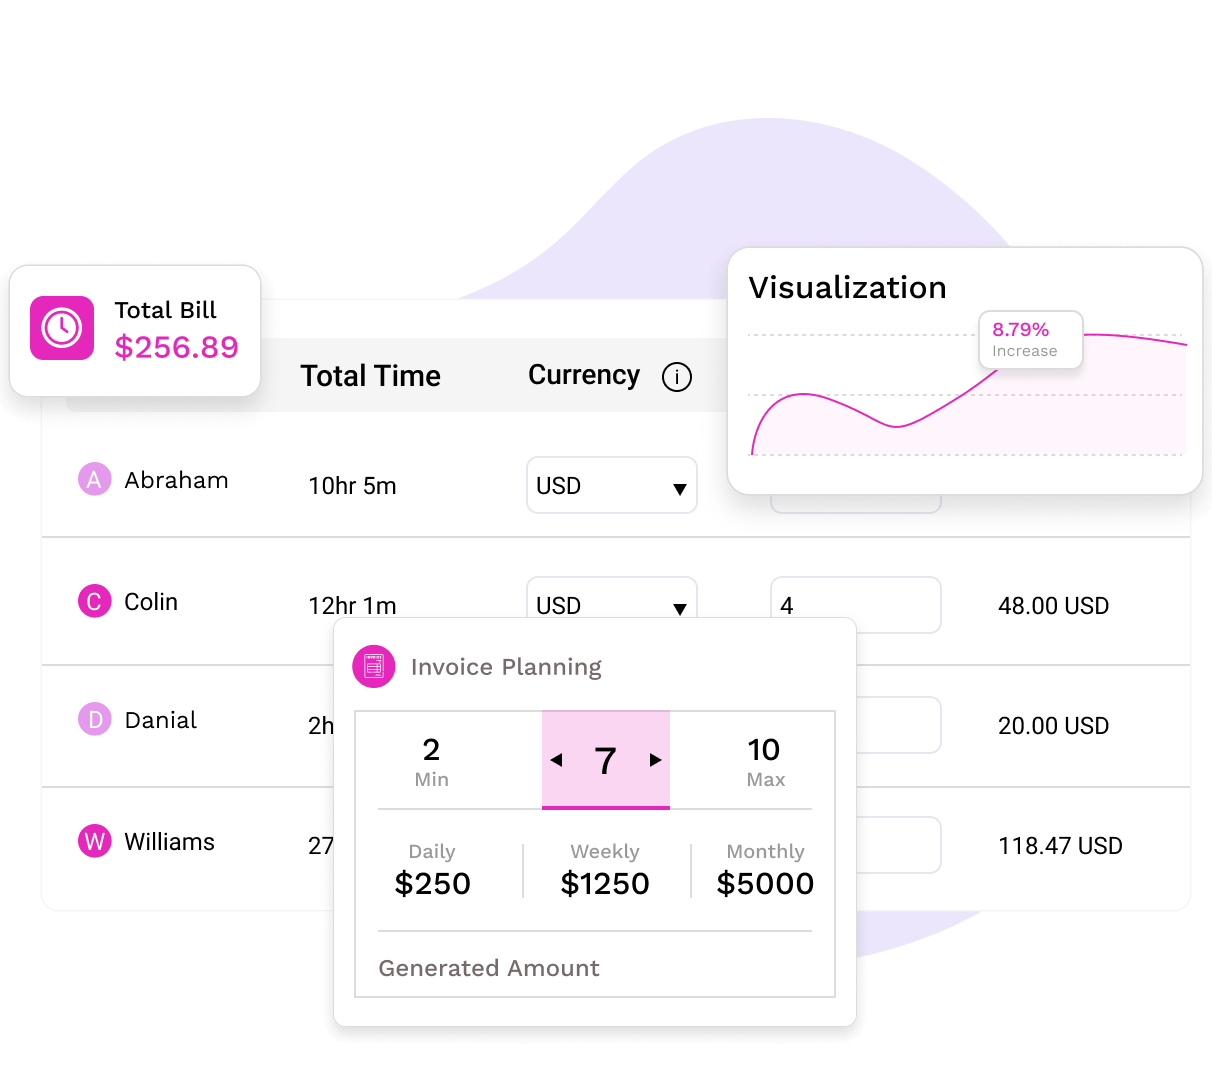 Visualization
8.79%
Increase
Total Bill
$256.89
Total Time
Currency
i
A
Abraham
10hr 5m
USD
C
Colin
12hr 1m
USD
4
48.00 USD
D
Danial
2h
20.00 USD
W
Williams
27
118.47 USD
Invoice Planning
2
Min
7
10
Max
Daily
$250
Weekly
$1250
Monthly
$5000
Generated Amount